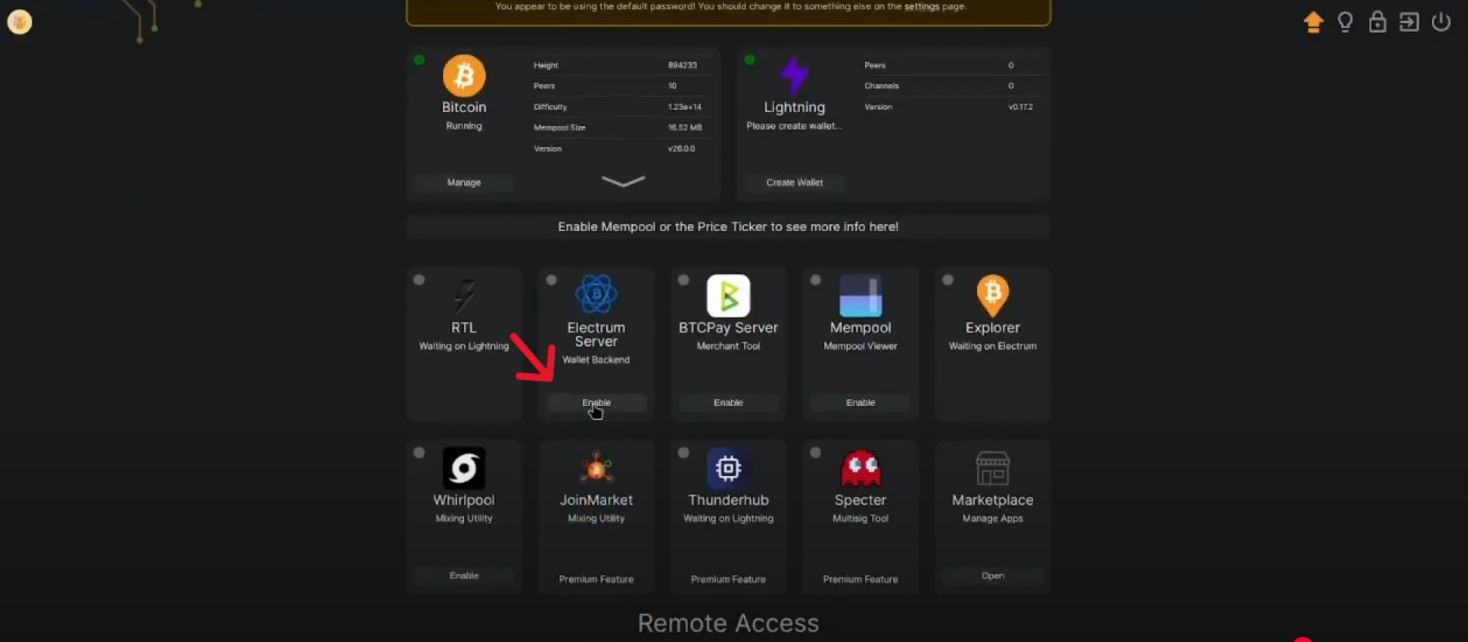 You appear to be using the default password! You should change it to something else on the settings page.
Bitcoin
Running
Height 894233
Peers 10
Difficulty 1.23e+14
Mempool Size 16.52 MB
Version v26.0.0
Manage
Lightning
Please create wallet...
Peers 0
Channels 0
Version v0.17.2
Create Wallet
Enable Mempool or the Price Ticker to see more info here!
RTL
Waiting on Lightning
Electrum
Server
Wallet Backend
Enable
BTCPay Server
Merchant Tool
Enable
Mempool
Mempool Viewer
Enable
Explorer
Waiting on Electrum
Whirlpool
Mixing Utility
Enable
JoinMarket
Mixing Utility
Premium Feature
Thunderhub
Waiting on Lightning
Premium Feature
Specter
Multisig Tool
Premium Feature
Marketplace
Manage Apps
Open
Remote Access